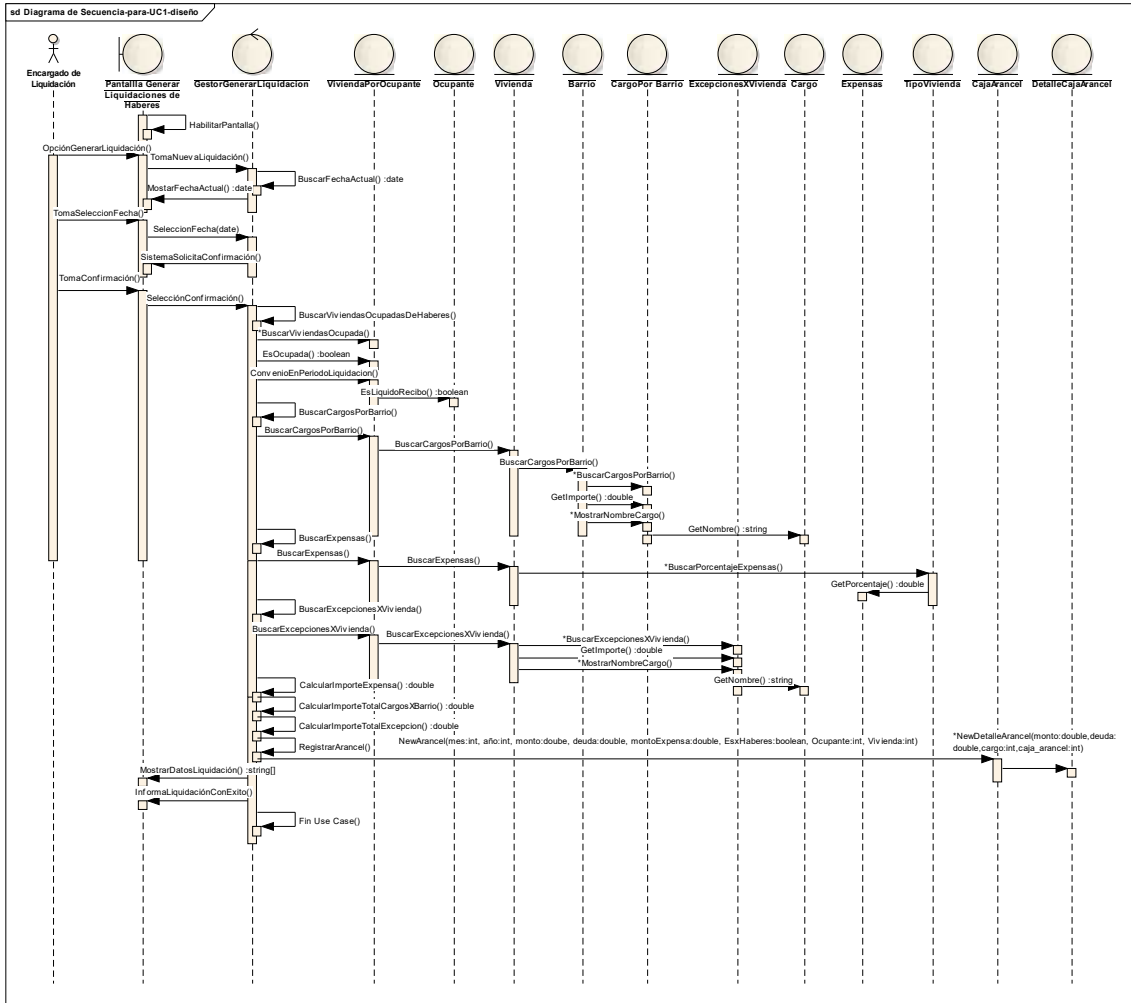 sd Diagrama de Secuencia-para-UC1-diseño
Encargado de
Liquidación
Pantallla Generar
Liquidaciones de
Haberes
GestorGenerarLiquidacion
ViviendaPorOcupante
Ocupante
Vivienda
Barrio
CargoPor Barrio
ExcepcionesXVivienda
Cargo
Expensas
TipoVivienda
CajaArancel
DetalleCajaArancel
HabilitarPantalla()
OpciónGenerarLiquidación()
TomaNuevaLiquidación()
BuscarFechaActual() :date
MostarFechaActual() :date
TomaSeleccionFecha()
SeleccionFecha(date)
SistemaSolicitaConfirmación()
TomaConfirmación()
SelecciónConfirmación()
BuscarViviendasOcupadasDeHaberes()
*BuscarViviendasOcupada()
EsOcupada() :boolean
ConvenioEnPeriodoLiquidacion()
EsLiquidoRecibo() :boolean
BuscarCargosPorBarrio()
BuscarCargosPorBarrio()
BuscarCargosPorBarrio()
BuscarCargosPorBarrio()
*BuscarCargosPorBarrio()
GetImporte() :double
*MostrarNombreCargo()
GetNombre() :string
BuscarExpensas()
BuscarExpensas()
BuscarExpensas()
*BuscarPorcentajeExpensas()
GetPorcentaje() :double
BuscarExcepcionesXVivienda()
BuscarExcepcionesXVivienda()
BuscarExcepcionesXVivienda()
*BuscarExcepcionesXVivienda()
GetImporte() :double
*MostrarNombreCargo()
GetNombre() :string
CalcularImporteExpensa() :double
CalcularImporteTotalCargosXBarrio() :double
CalcularImporteTotalExcepcion() :double
RegistrarArancel()
NewArancel(mes:int, año:int, monto:doube, deuda:double, montoExpensa:double, EsxHaberes:boolean, Ocupante:int, Vivienda:int)
*NewDetalleArancel(monto:double,deuda:
double,cargo:int,caja_arancel:int)
MostrarDatosLiquidación() :string[]
InformaLiquidaciónConExito()
Fin Use Case()